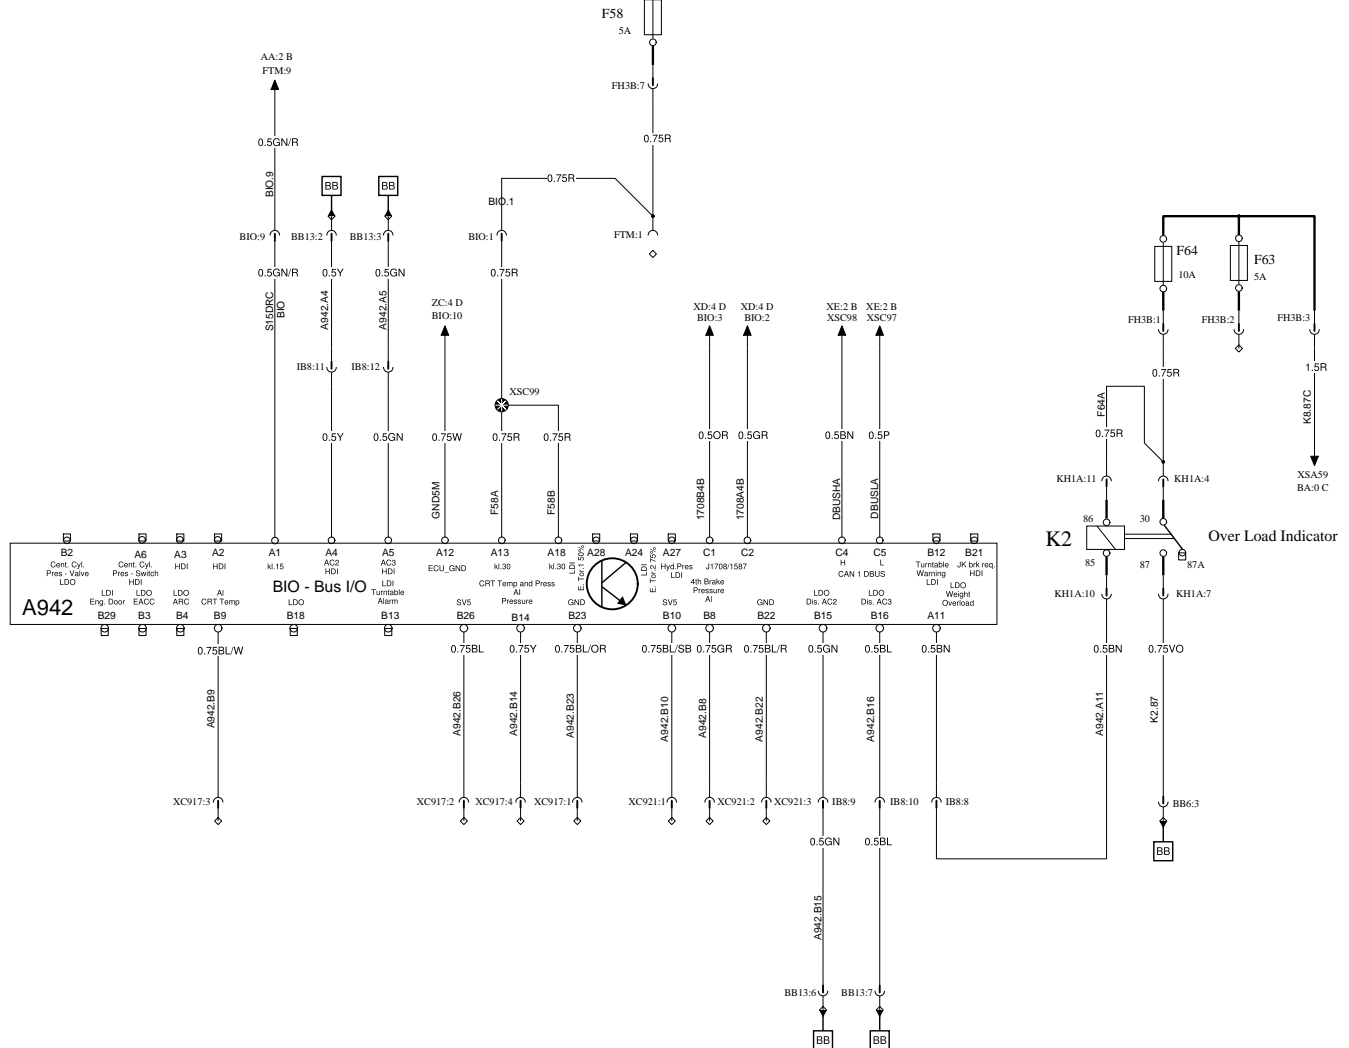 F58
5A
AA:2 B
FTM:9
FH3B:7
0.5GN/R
0.75R
BIO.9
BB
BB
0.75R
BIO.1
BIO:9
BB13:2
BB13:3
BIO:1
FTM:1
F64
10A
F63
5A
0.5GN/R
0.5Y
0.5GN
0.75R
S15DRC
BIO
A942.A4
A942.A5
ZC:4 D
BIO:10
XD:4 D
BIO:3
XD:4 D
BIO:2
XE:2 B
XSC98
XE:2 B
XSC97
FH3B:1
FH3B:2
FH3B:3
IB8:11
IB8:12
0.75R
1.5R
XSC99
F64A
K8.87C
0.5Y
0.5GN
0.75W
0.75R
0.75R
0.5OR
0.5GR
0.5BN
0.5P
0.75R
GND5M
F58A
F58B
1708B4B
1708A4B
DBUSHA
DBUSLA
KH1A:11
KH1A:4
XSA59
BA:0 C
86
30
K2
Over Load Indicator
85
87
87A
B2
Cent. Cyl.
Pres - Valve
LDO
A6
Cent. Cyl.
Pres - Switch
HDI
A3
HDI
A2
HDI
A1
kl.15
A4
AC2
HDI
A5
AC3
HDI
A12
ECU_GND
A13
kl.30
A18
kl.30
A28
LDI
E. Tor.1 50%
A24
LDI
E. Tor.2 75%
A27
Hyd.Pres
LDI
C1
C2
J1708/1587
C4
H
C5
L
CAN 1 DBUS
B12
Turntable
Warning
LDI
B21
JK brk req.
HDI
A942
BIO - Bus I/O
LDI
Eng. Door
B29
LDO
EACC
B3
LDO
ARC
B4
AI
CRT Temp
B9
LDO
B18
LDI
Turntable
Alarm
B13
SV5
B26
CRT Temp and Press
AI
Pressure
B14
GND
B23
SV5
B10
4th Brake
Pressure
AI
B8
GND
B22
LDO
Dis. AC2
B15
LDO
Dis. AC3
B16
LDO
Weight
Overload
A11
KH1A:10
KH1A:7
0.75BL/W
0.75BL
0.75Y
0.75BL/OR
0.75BL/SB
0.75GR
0.75BL/R
0.5GN
0.5BL
0.5BN
0.5BN
0.75VO
A942.B9
A942.B26
A942.B14
A942.B23
A942.B10
A942.B8
A942.B22
A942.B16
A942.A11
K2.87
XC917:3
XC917:2
XC917:4
XC917:1
XC921:1
XC921:2
XC921:3
IB8:9
IB8:10
IB8:8
BB6:3
0.5GN
0.5BL
BB
A942.B15
BB13:6
BB13:7
BB
BB